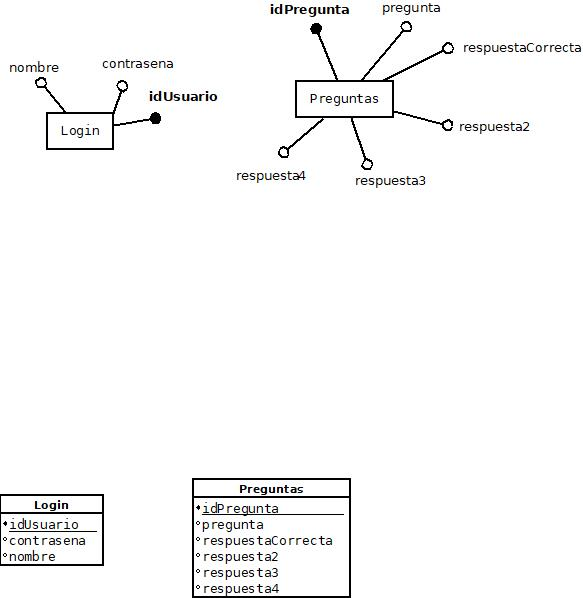 idPregunta
pregunta
respuestaCorrecta
nombre
contrasena
idUsuario
Preguntas
Login
respuesta2
respuesta4
respuesta3
Login
idUsuario
contrasena
nombre
Preguntas
idPregunta
pregunta
respuestaCorrecta
respuesta2
respuesta3
respuesta4